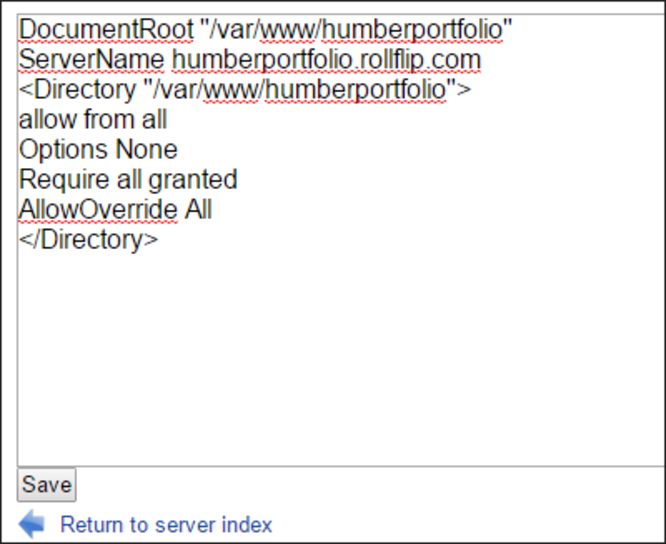 DocumentRoot "/var/www/humberportfolio"
ServerName humberportfolio.rollflip.com
<Directory "/var/www/humberportfolio">
allow from all
Options None
Require all granted
AllowOverride All
</Directory>
Save
Return to server index